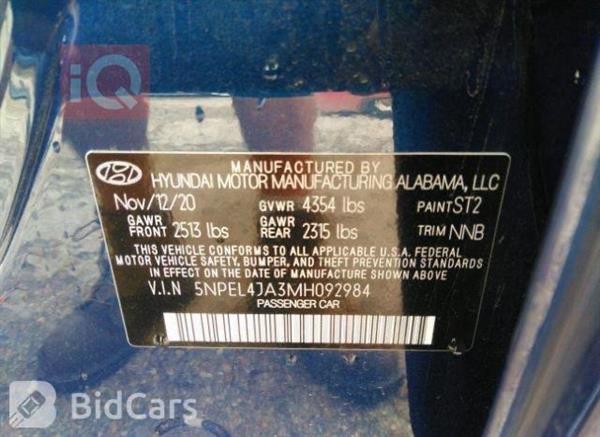 iQ
MANUFACTURED BY
HYUNDAI MOTOR MANUFACTURING ALABAMA, LLC
Nov/12/20 GVWR 4354 lbs PAINT ST2
GAWR FRONT 2513 lbs GAWR REAR 2315 lbs TRIM NNB
THIS VEHICLE CONFORMS TO ALL APPLICABLE U.S.A. FEDERAL
MOTOR VEHICLE SAFETY, BUMPER, AND THEFT PREVENTION STANDARDS
IN EFFECT ON THE DATE OF MANUFACTURE SHOWN ABOVE.
V.I.N 5NPEL4JA3MH092984
PASSENGER CAR
BidCars